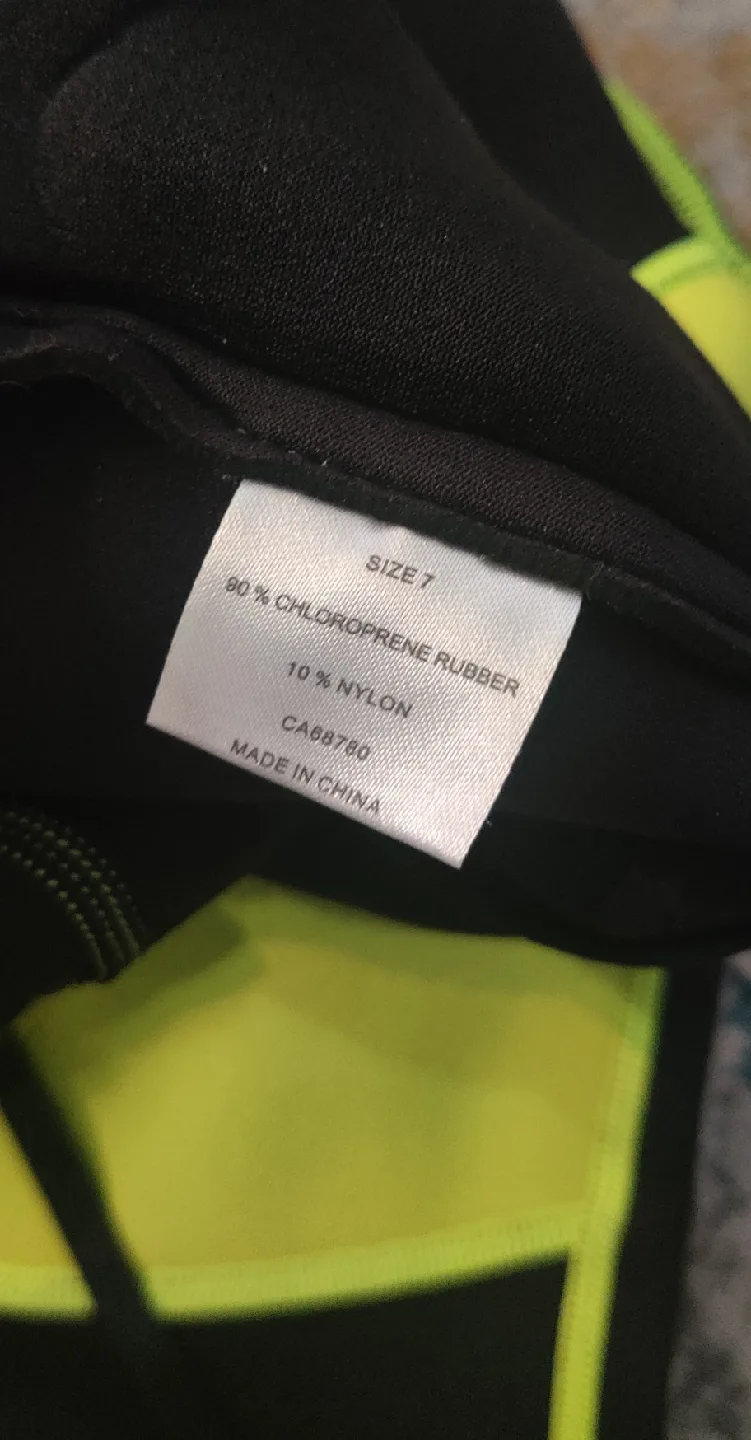 SIZE 7
90 % CHLOROPRENE RUBBER
10 % NYLON
CA68760
MADE IN CHINA